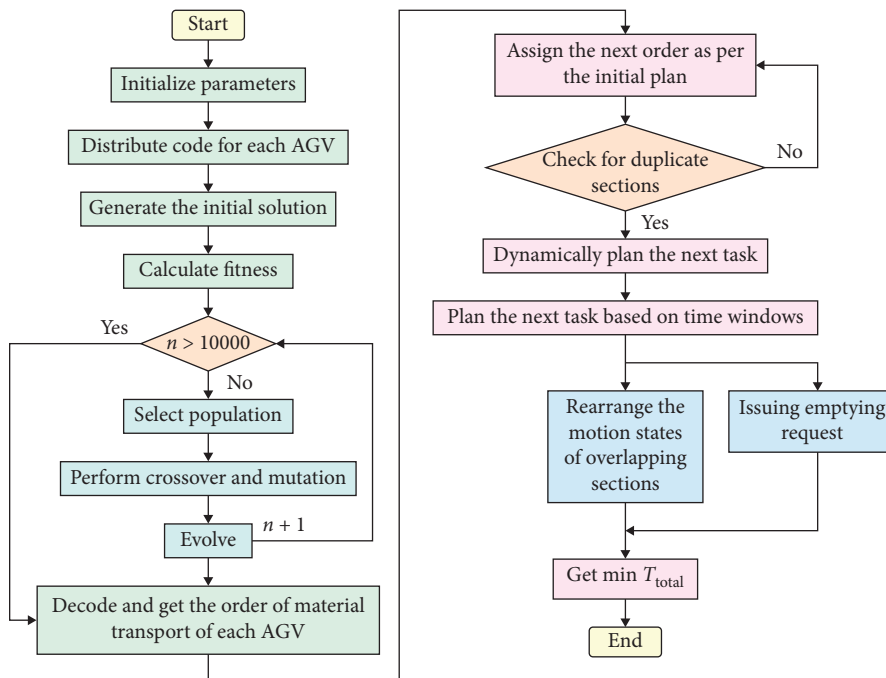 Start
Initialize parameters
Distribute code for each AGV
Generate the initial solution
Calculate fitness
Yes
n > 10000
No
Select population
Perform crossover and mutation
Evolve
n + 1
Decode and get the order of material
transport of each AGV
Assign the next order as per
the initial plan
Check for duplicate
sections
No
Yes
Dynamically plan the next task
Plan the next task based on time windows
Rearrange the
motion states
of overlapping
sections
Issuing emptying
request
Get min T_total
End